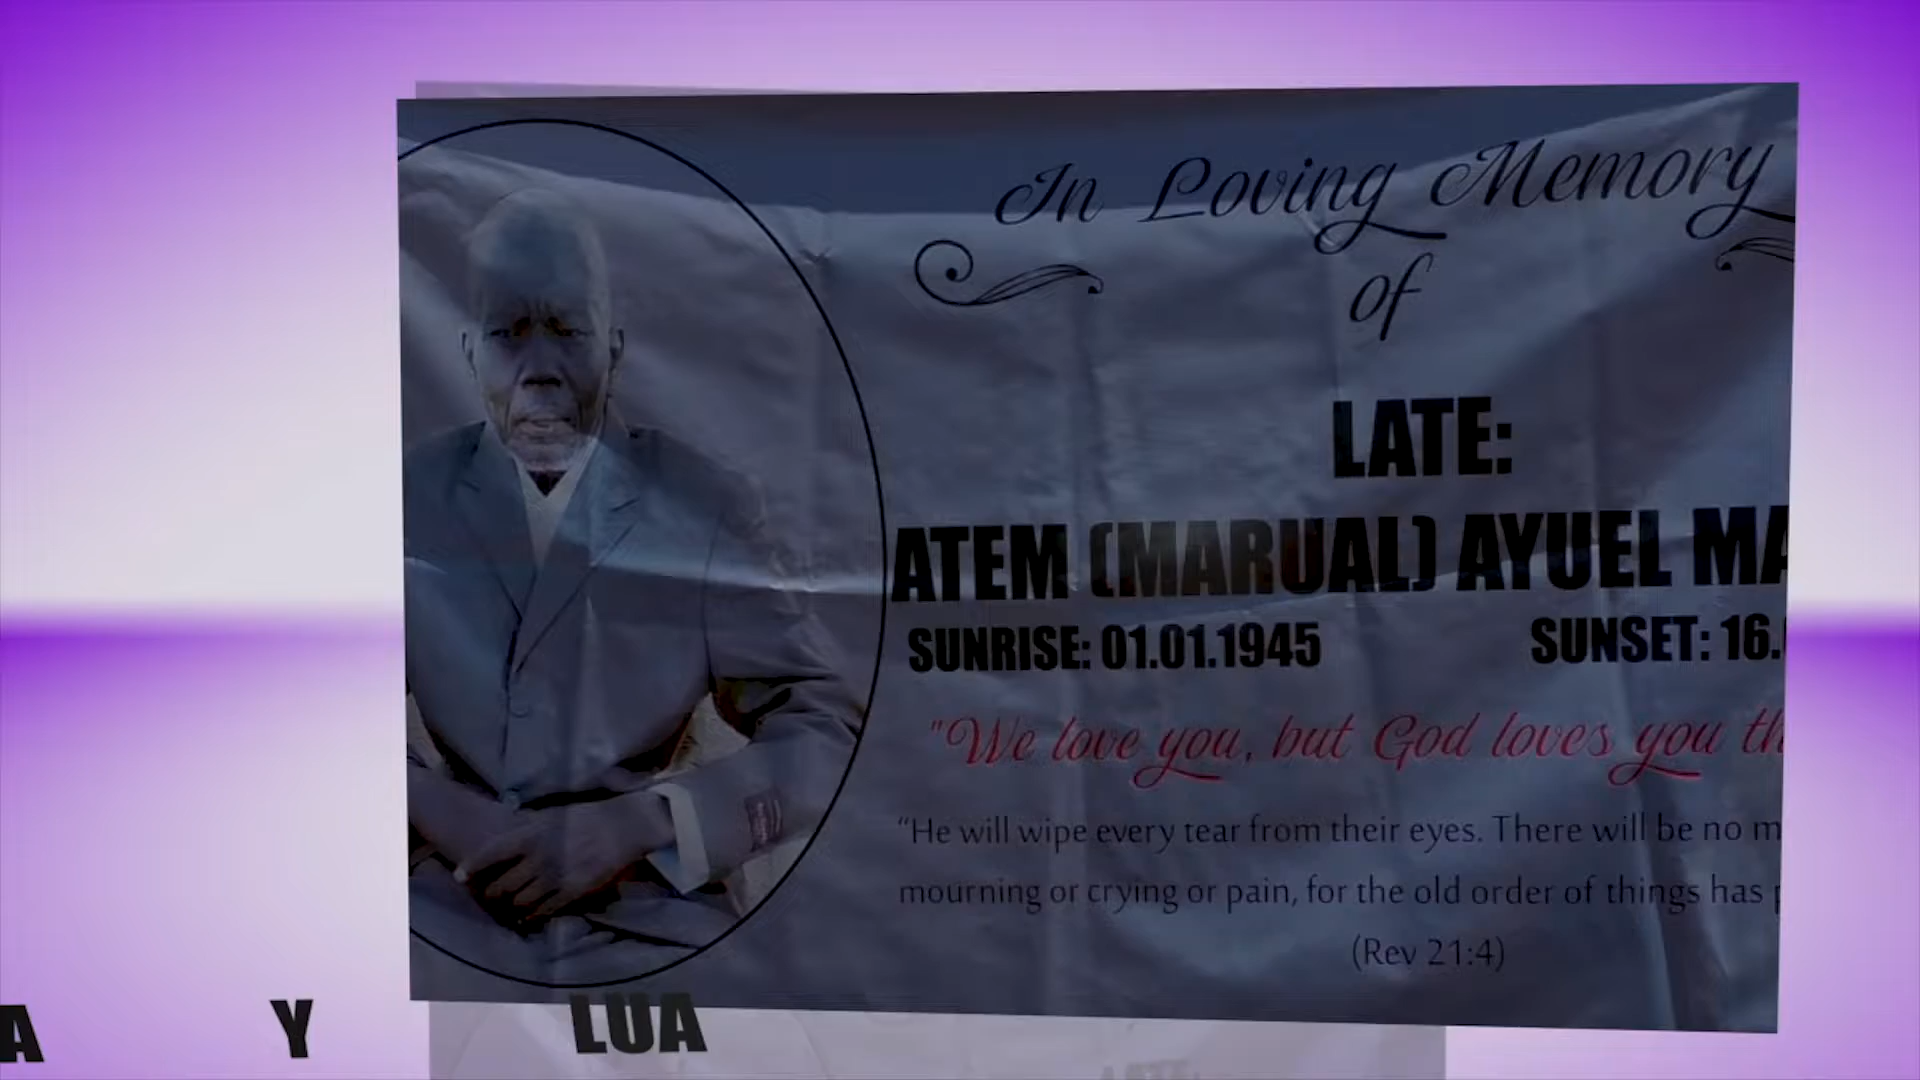 In Loving Memory
of
LATE:
ATEM (MARUAL) AYUEL MA
SUNRISE: 01.01.1945 SUNSET: 16.
"We love you, but God loves you th
“He will wipe every tear from their eyes. There will be no m
mourning or crying or pain, for the old order of things has p
(Rev 21:4)
A Y LUA